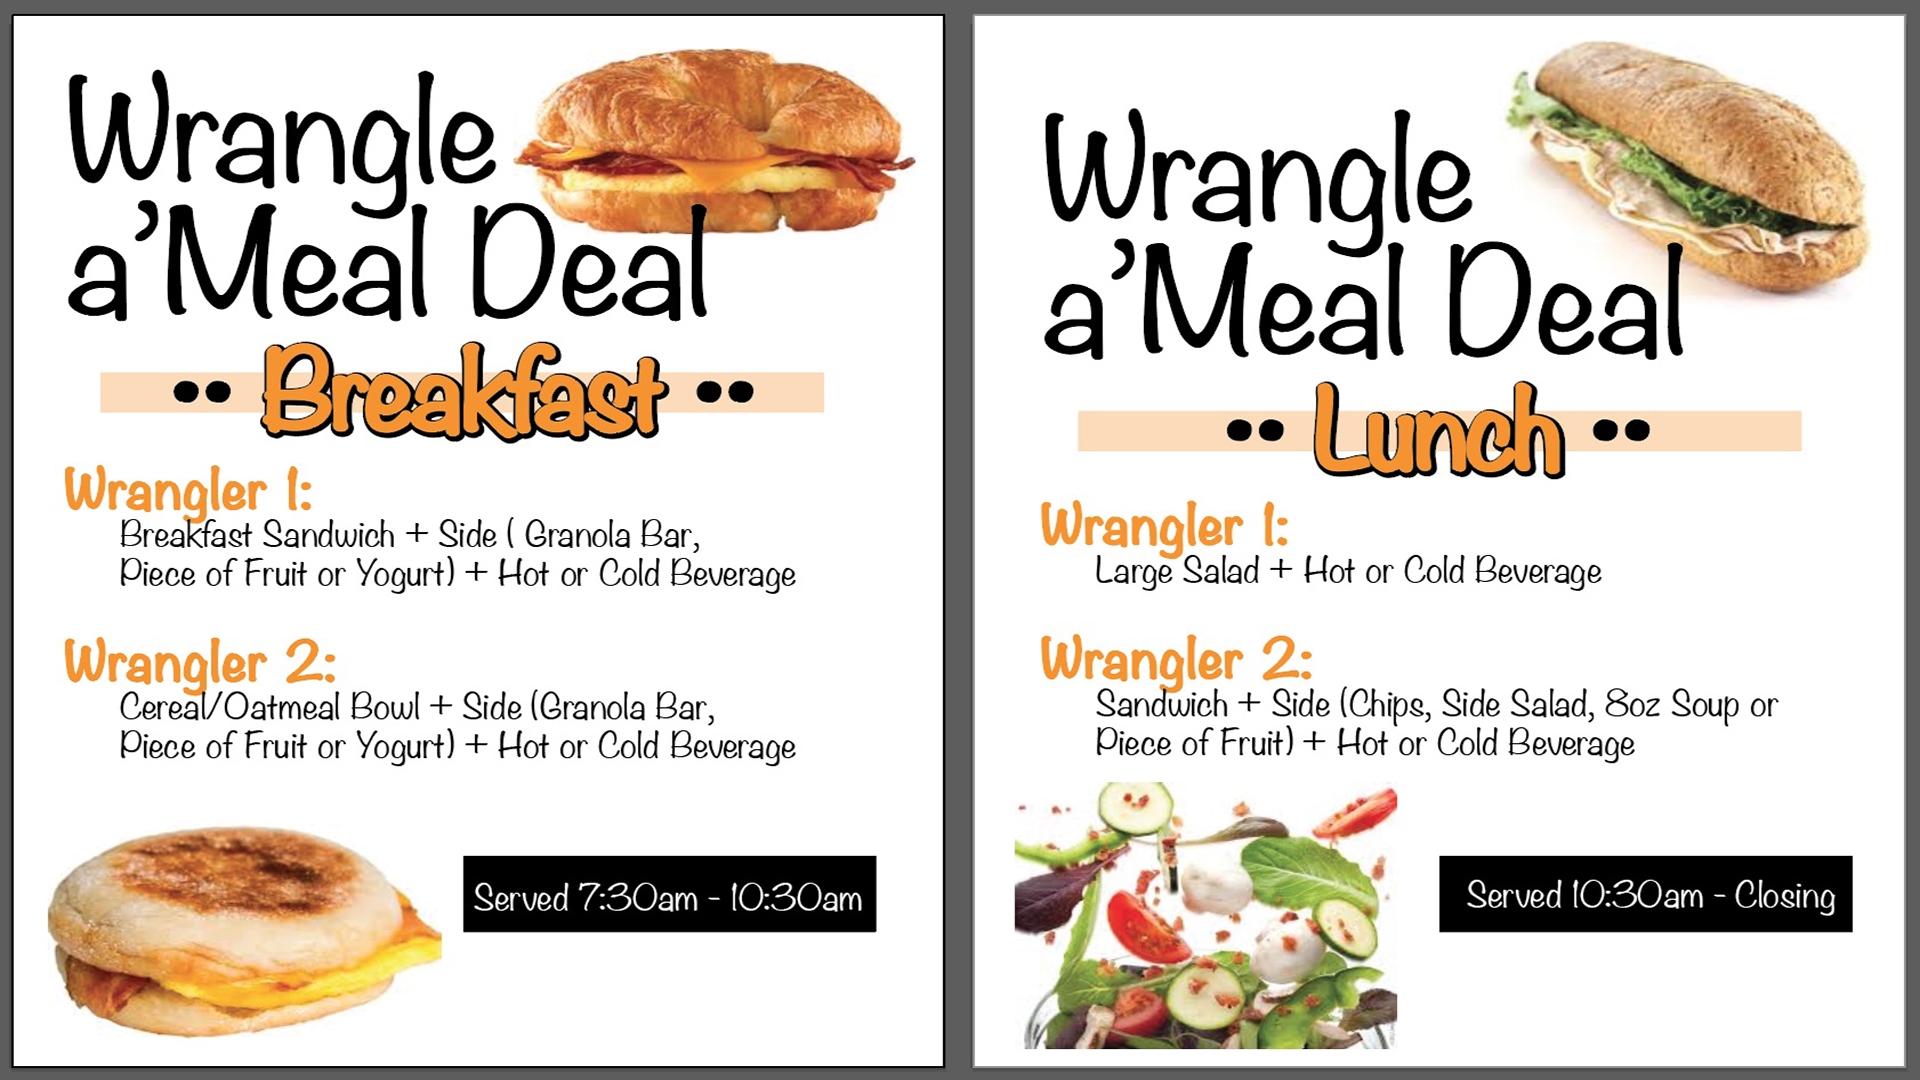 Wrangle
a'Meal Deal
•• Breakfast ••
Wrangler 1:
Breakfast Sandwich + Side ( Granola Bar,
Piece of Fruit or Yogurt) + Hot or Cold Beverage
Wrangler 2:
Cereal/Oatmeal Bowl + Side (Granola Bar,
Piece of Fruit or Yogurt) + Hot or Cold Beverage
Served 7:30am - 10:30am
Wrangle
a'Meal Deal
•• Lunch ••
Wrangler 1:
Large Salad + Hot or Cold Beverage
Wrangler 2:
Sandwich + Side (Chips, Side Salad, 8oz Soup or
Piece of Fruit) + Hot or Cold Beverage
Served 10:30am - Closing